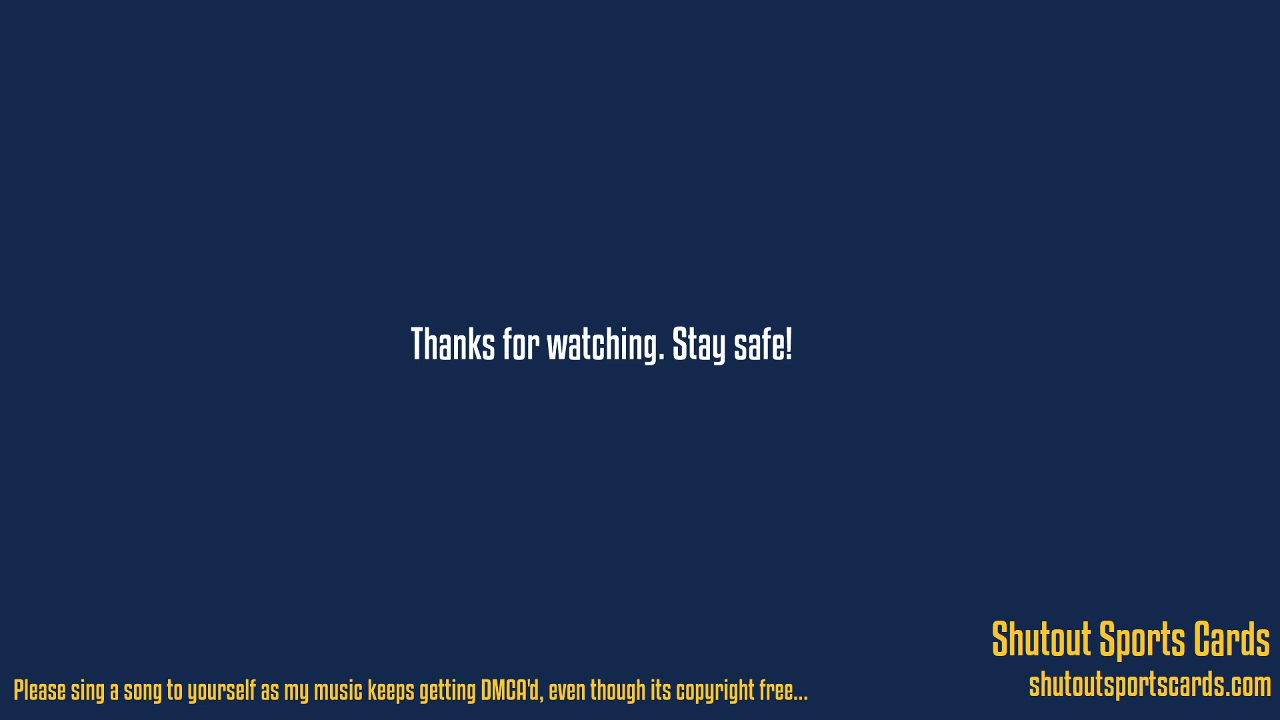 Thanks for watching. Stay safe!
Shutout Sports Cards
shutoutsportscards.com
Please sing a song to yourself as my music keeps getting DMCA'd, even though its copyright free...